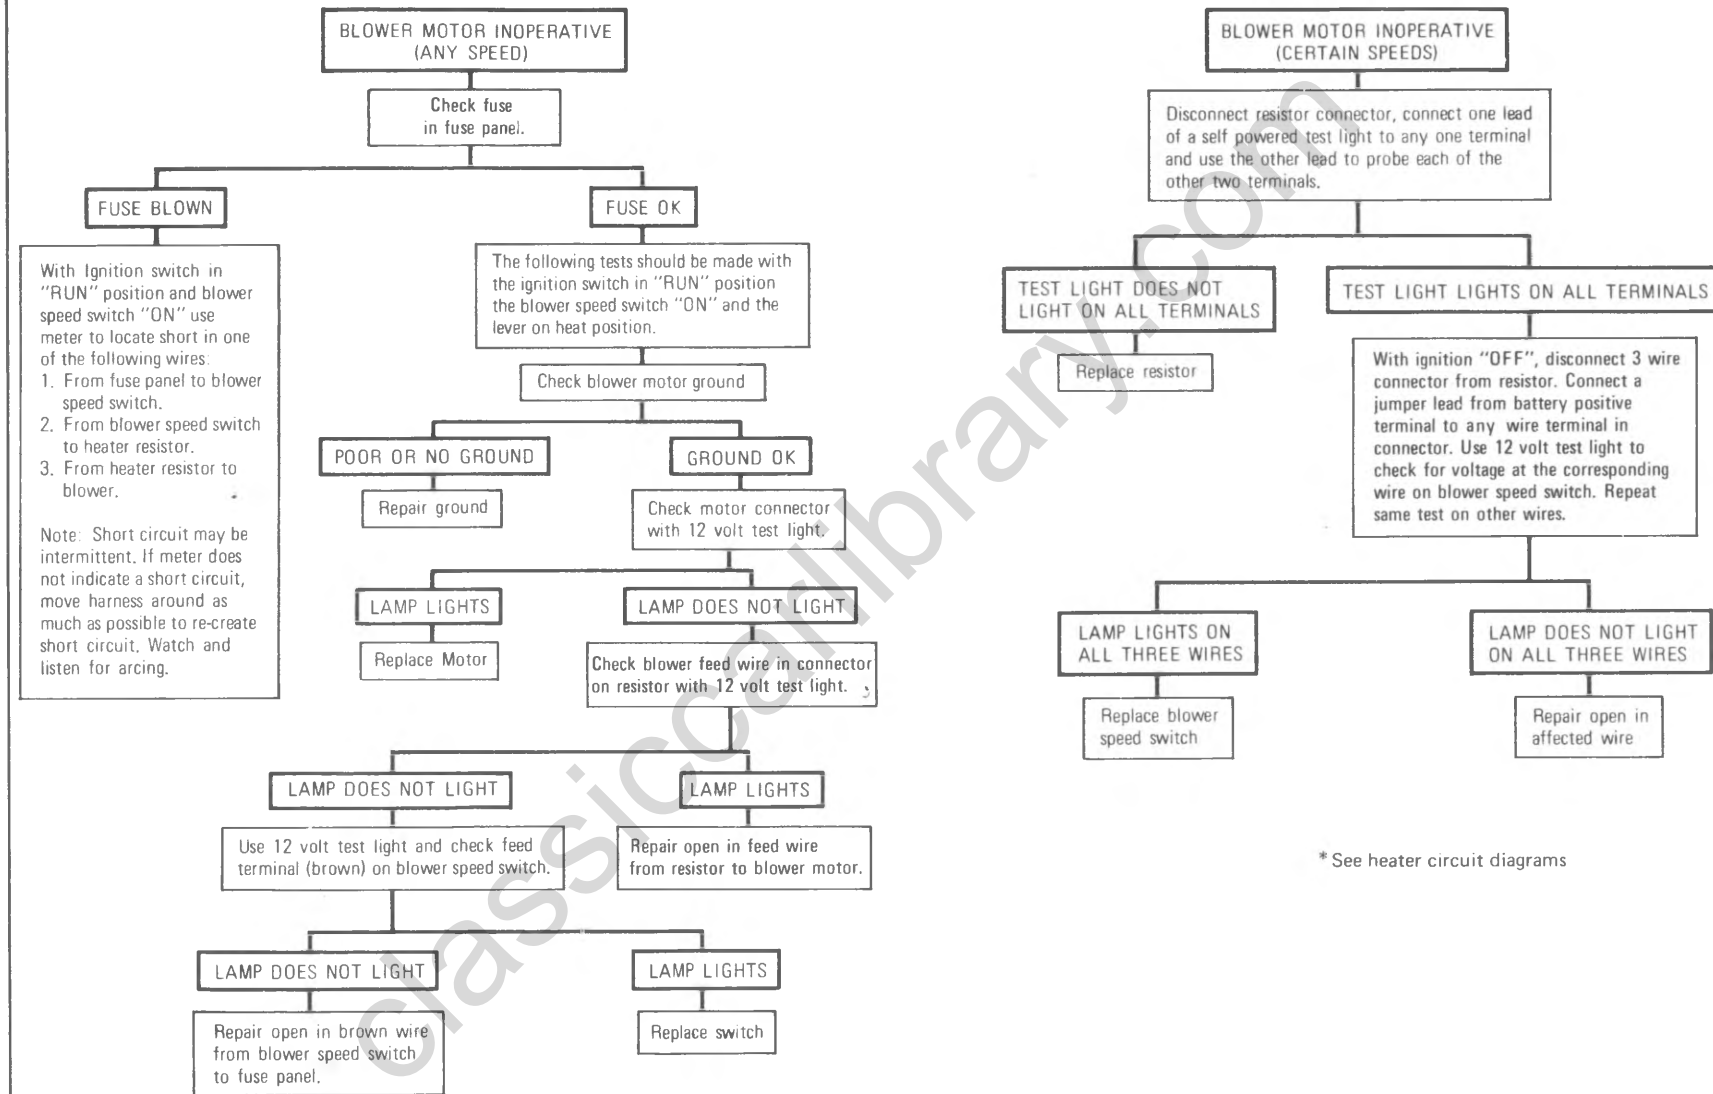 BLOWER MOTOR INOPERATIVE
(ANY SPEED)
Check fuse
in fuse panel.
FUSE BLOWN
With Ignition switch in
"RUN" position and blower
speed switch "ON" use
meter to locate short in one
of the following wires:
1. From fuse panel to blower
speed switch.
2. From blower speed switch
to heater resistor.
3. From heater resistor to
blower.
Note: Short circuit may be
intermittent. If meter does
not indicate a short circuit,
move harness around as
much as possible to re-create
short circuit. Watch and
listen for arcing.
FUSE OK
The following tests should be made with
the ignition switch in "RUN" position
the blower speed switch "ON" and the
lever on heat position.
Check blower motor ground
POOR OR NO GROUND
Repair ground
GROUND OK
Check motor connector
with 12 volt test light.
LAMP LIGHTS
Replace Motor
LAMP DOES NOT LIGHT
Check blower feed wire in connector
on resistor with 12 volt test light.
LAMP DOES NOT LIGHT
Use 12 volt test light and check feed
terminal (brown) on blower speed switch.
LAMP LIGHTS
Repair open in feed wire
from resistor to blower motor.
LAMP DOES NOT LIGHT
Repair open in brown wire
from blower speed switch
to fuse panel.
LAMP LIGHTS
Replace switch
BLOWER MOTOR INOPERATIVE
(CERTAIN SPEEDS)
Disconnect resistor connector, connect one lead
of a self powered test light to any one terminal
and use the other lead to probe each of the
other two terminals.
TEST LIGHT DOES NOT
LIGHT ON ALL TERMINALS
Replace resistor
TEST LIGHT LIGHTS ON ALL TERMINALS
With ignition "OFF", disconnect 3 wire
connector from resistor. Connect a
jumper lead from battery positive
terminal to any wire terminal in
connector. Use 12 volt test light to
check for voltage at the corresponding
wire on blower speed switch. Repeat
same test on other wires.
LAMP LIGHTS ON
ALL THREE WIRES
Replace blower
speed switch
LAMP DOES NOT LIGHT
ON ALL THREE WIRES
Repair open in
affected wire
* See heater circuit diagrams
classiccarlibrary.com